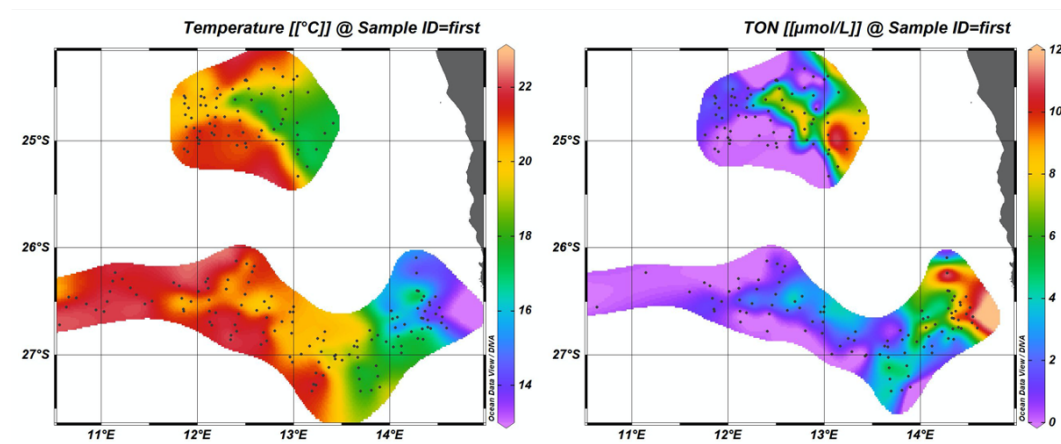 Temperature [[°C]] @ Sample ID=first
25°S
26°S
27°S
11°E 12°E 13°E 14°E
22
20
18
16
14
Ocean Data View / DIVA
TON [[µmol/L]] @ Sample ID=first
25°S
26°S
27°S
11°E 12°E 13°E 14°E
12
10
8
6
4
2
0
Ocean Data View / DIVA